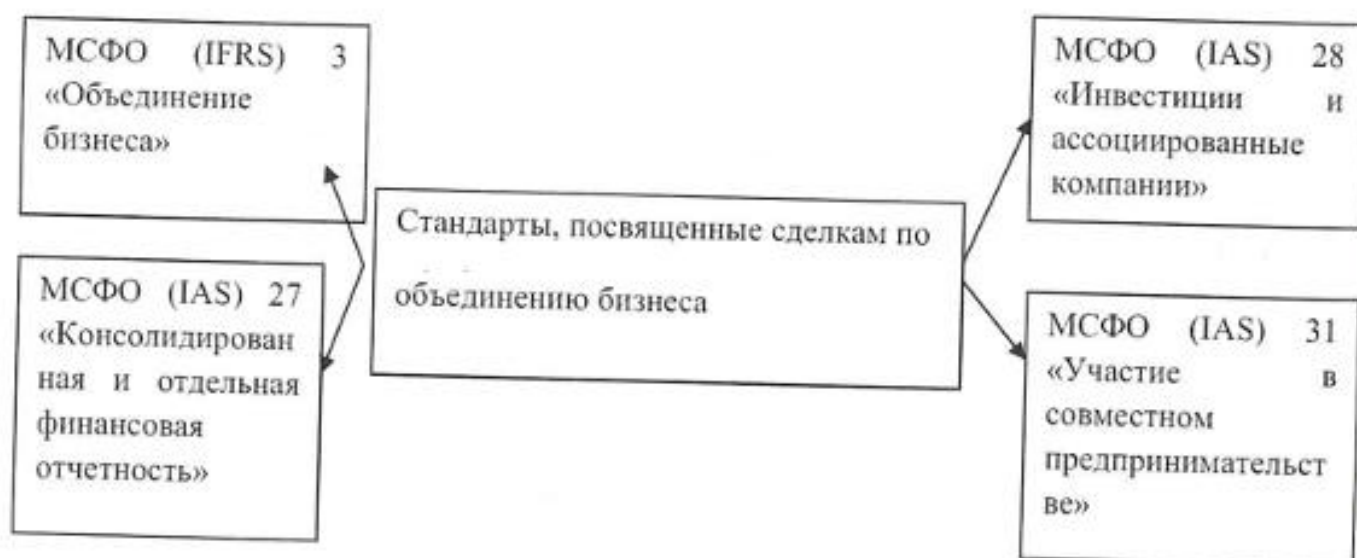 МСФО (IFRS) 3
«Объединение
бизнеса»
МСФО (IAS) 27
«Консолидирован
ная и отдельная
финансовая
отчетность»
Стандарты, посвященные сделкам по
объединению бизнеса
МСФО (IAS) 28
«Инвестиции и
ассоциированные
компании»
МСФО (IAS) 31
«Участие в
совместном
предпринимательст
ве»